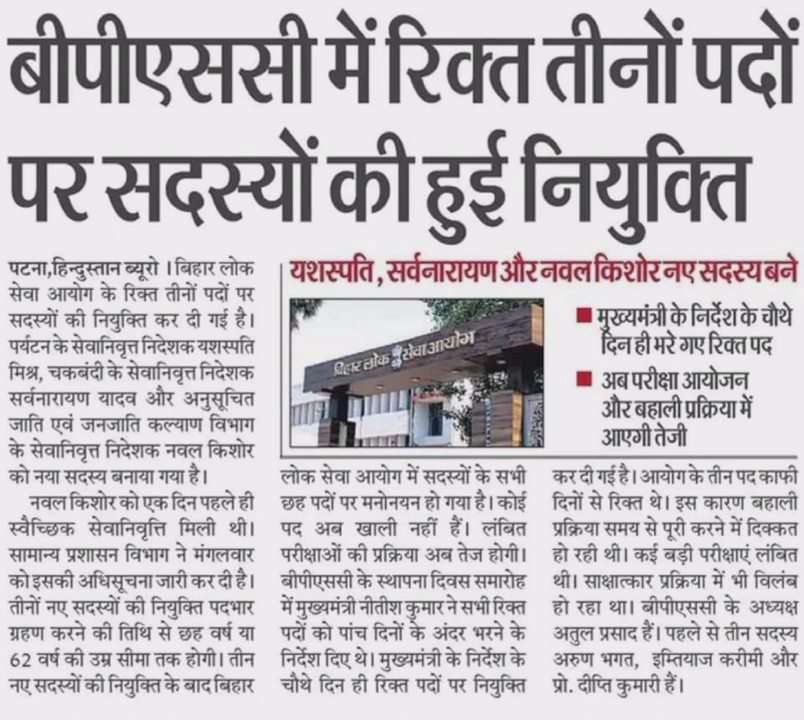 बीपीएससी में रिक्त तीनों पदों
पर सदस्यों की हुई नियुक्ति
पटना,हिन्दुस्तान ब्यूरो । बिहार लोक
सेवा आयोग के रिक्त तीनों पदों पर
सदस्यों की नियुक्ति कर दी गई है।
पर्यटन के सेवानिवृत्त निदेशक यशस्पति
मिश्र, चकबंदी के सेवानिवृत्त निदेशक
सर्वनारायण यादव और अनुसूचित
जाति एवं जनजाति कल्याण विभाग
के सेवानिवृत्त निदेशक नवल किशोर
को नया सदस्य बनाया गया है।
नवल किशोर को एक दिन पहले ही
स्वैच्छिक सेवानिवृत्ति मिली थी।
सामान्य प्रशासन विभाग ने मंगलवार
को इसकी अधिसूचना जारी कर दी है।
तीनों नए सदस्यों की नियुक्ति पदभार
ग्रहण करने की तिथि से छह वर्ष या
62 वर्ष की उम्र सीमा तक होगी। तीन
नए सदस्यों की नियुक्ति के बाद बिहार
यशस्पति, सर्वनारायण और नवल किशोर नए सदस्य बने
बिहार लोक सेवा आयोग
■ मुख्यमंत्री के निर्देश के चौथे
दिन ही भरे गए रिक्त पद
■ अब परीक्षा आयोजन
और बहाली प्रक्रिया में
आएगी तेजी
लोक सेवा आयोग में सदस्यों के सभी
छह पदों पर मनोनयन हो गया है। कोई
पद अब खाली नहीं हैं। लंबित
परीक्षाओं की प्रक्रिया अब तेज होगी।
बीपीएससी के स्थापना दिवस समारोह
में मुख्यमंत्री नीतीश कुमार ने सभी रिक्त
पदों को पांच दिनों के अंदर भरने के
निर्देश दिए थे। मुख्यमंत्री के निर्देश के
चौथे दिन ही रिक्त पदों पर नियुक्ति
कर दी गई है। आयोग के तीन पद काफी
दिनों से रिक्त थे। इस कारण बहाली
प्रक्रिया समय से पूरी करने में दिक्कत
हो रही थी। कई बड़ी परीक्षाएं लंबित
थी। साक्षात्कार प्रक्रिया में भी विलंब
हो रहा था। बीपीएससी के अध्यक्ष
अतुल प्रसाद हैं। पहले से तीन सदस्य
अरुण भगत, इम्तियाज करीमी और
प्रो. दीप्ति कुमारी हैं।